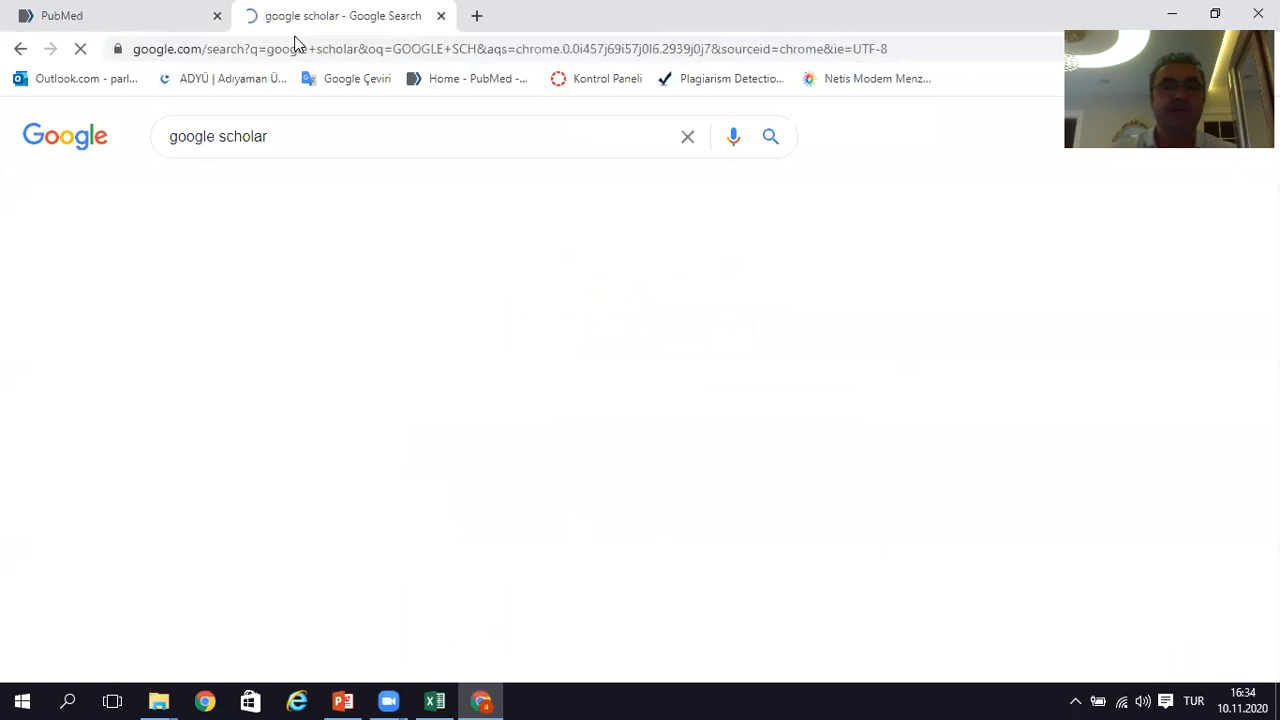 PubMed
google scholar - Google Search
google.com/search?q=google+scholar&oq=GOOGLE+SCH&aqs=chrome.0.0i457j69i57j0l6.2939j0j7&sourceid=chrome&ie=UTF-8
Outlook.com - parl...
ADYÜ | Adıyaman Ü...
Google Çeviri
Home - PubMed -...
Kontrol Paneli
Plagiarism Detectio...
Netis Modem Menz...
Google
google scholar
TUR
16:34
10.11.2020